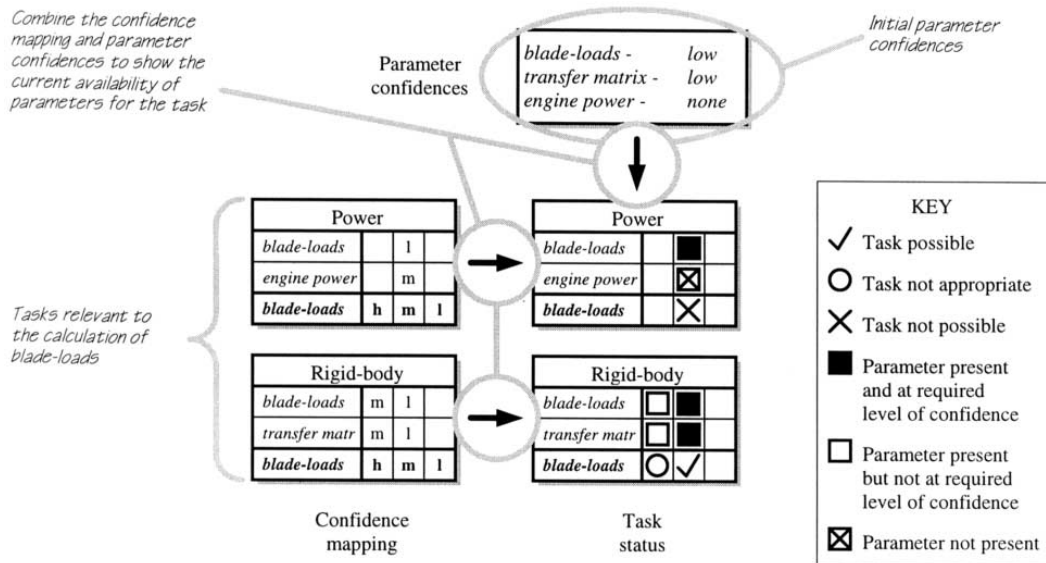 Combine the confidence
mapping and parameter
confidences to show the
current availability of
parameters for the task
Parameter
confidences
blade-loads - low
transfer matrix - low
engine power - none
Initial parameter
confidences
Tasks relevant to
the calculation of
blade-loads
Power
blade-loads l
engine power m
blade-loads h m l
Rigid-body
blade-loads m l
transfer matr m l
blade-loads h m l
Confidence
mapping
Power
blade-loads
engine power
blade-loads
Rigid-body
blade-loads
transfer matr
blade-loads
Task
status
KEY
Task possible
Task not appropriate
Task not possible
Parameter present
and at required
level of confidence
Parameter present
but not at required
level of confidence
Parameter not present